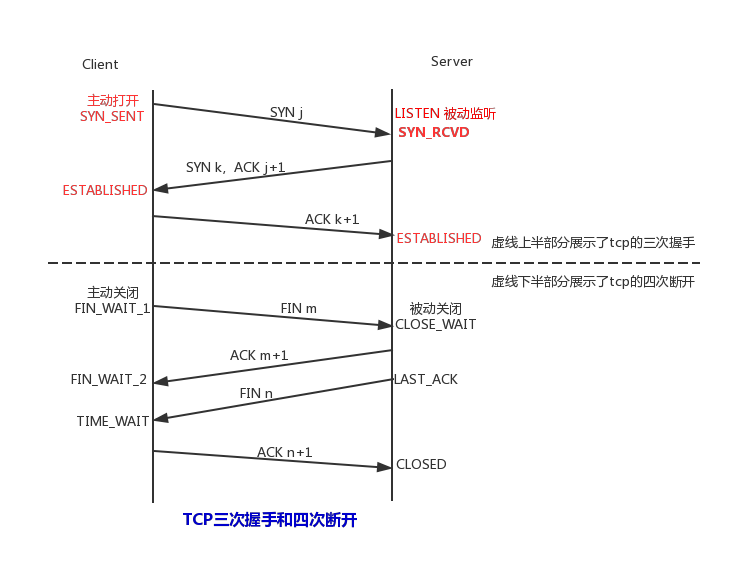 Client
Server
主动打开
SYN_SENT
SYN j
LISTEN 被动监听
SYN_RCVD
SYN k，ACK j+1
ESTABLISHED
ACK k+1
ESTABLISHED
虚线上半部分展示了tcp的三次握手
虚线下半部分展示了tcp的四次断开
主动关闭
FIN_WAIT_1
FIN m
被动关闭
CLOSE_WAIT
ACK m+1
FIN_WAIT_2
LAST_ACK
FIN n
TIME_WAIT
ACK n+1
CLOSED
TCP三次握手和四次断开